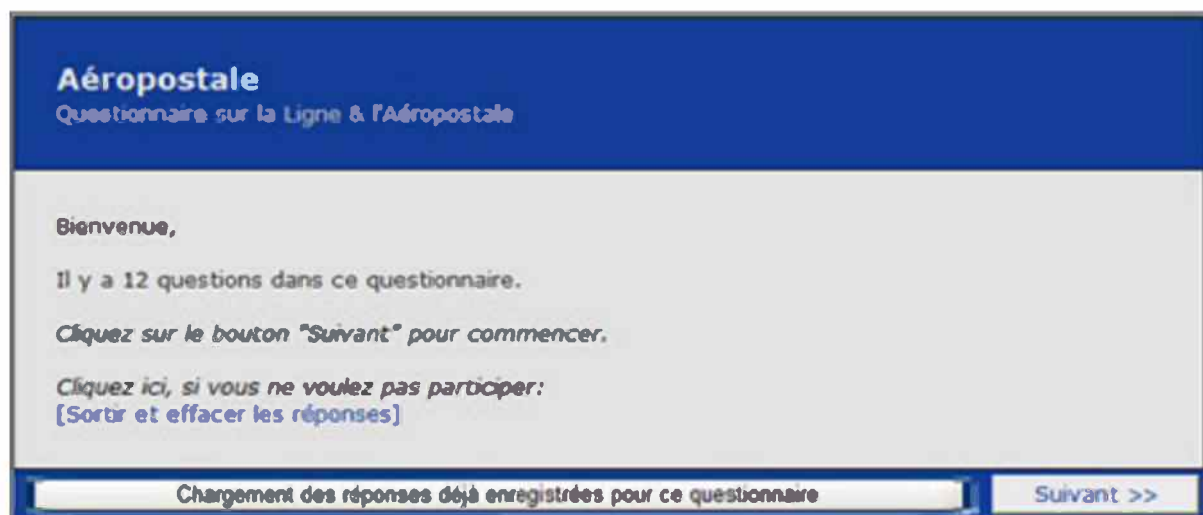 Aéropostale
Questionnaire sur la Ligne & l'Aéropostale
Bienvenue,
Il y a 12 questions dans ce questionnaire.
Cliquez sur le bouton "Suivant" pour commencer.
Cliquez ici, si vous ne voulez pas participer:
[Sortir et effacer les réponses]
Chargement des réponses déjà enregistrées pour ce questionnaire
Suivant >>